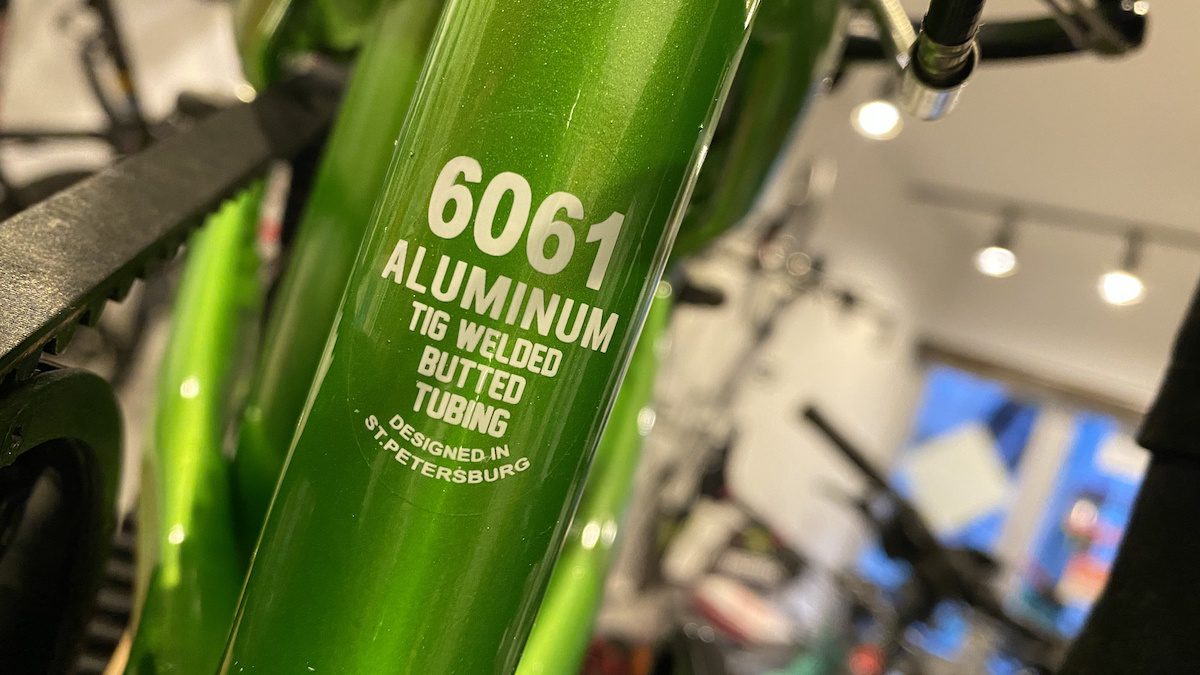 6061
ALUMINUM
TIG WELDED
BUTTED
TUBING
DESIGNED IN
ST.PETERSBURG